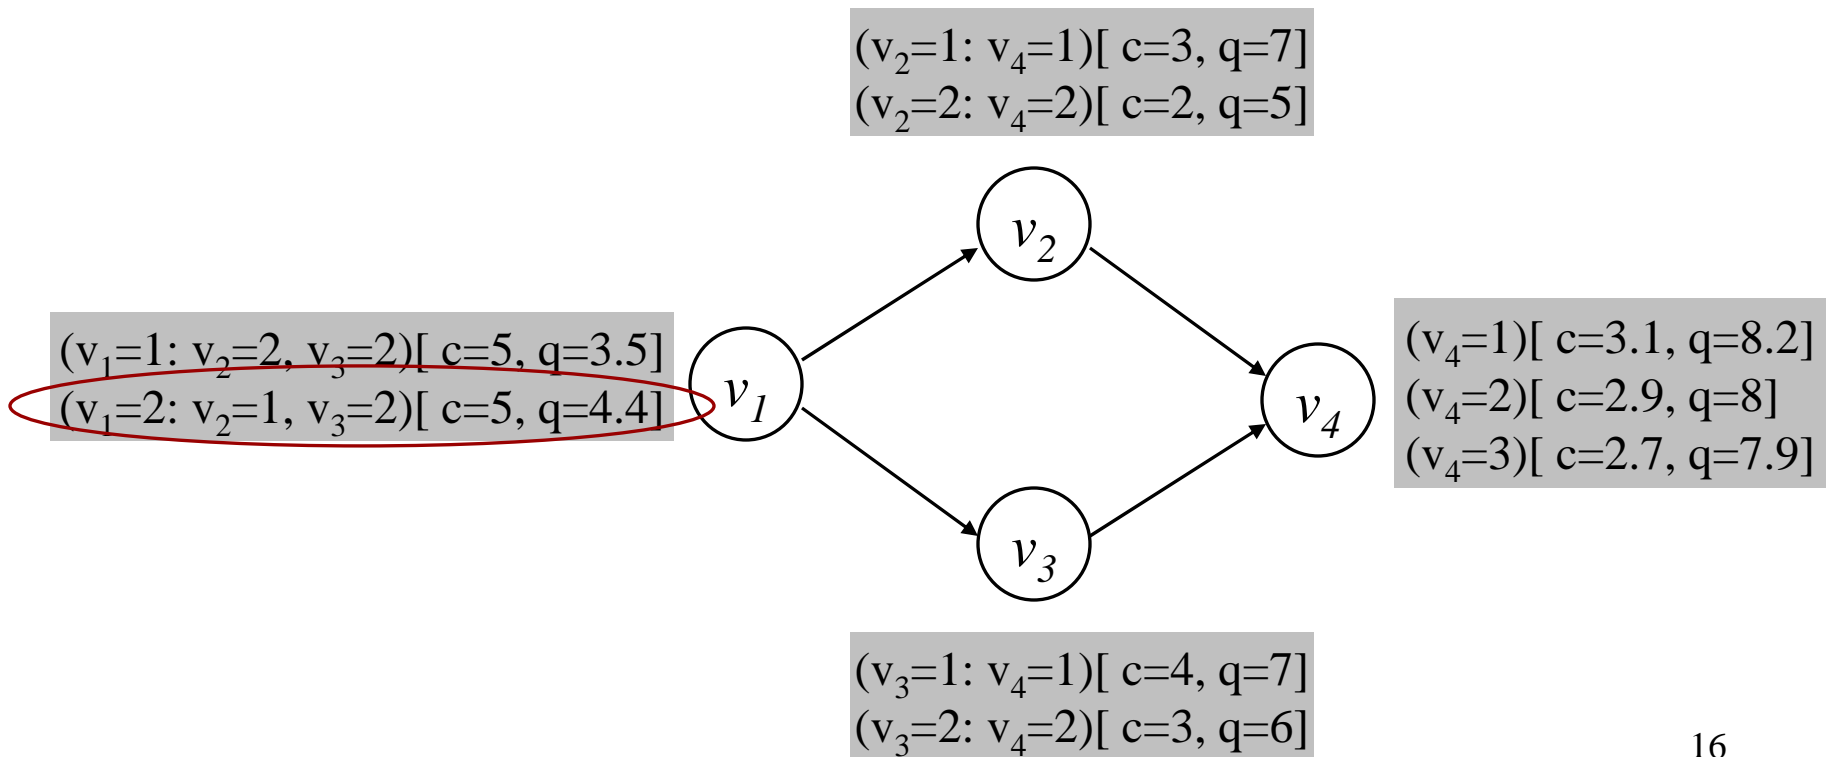 (v₂=1: v₄=1)[ c=3, q=7]
(v₂=2: v₄=2)[ c=2, q=5]
v₂
(v₁=1: v₂=2, v₃=2)[ c=5, q=3.5]
(v₁=2: v₂=1, v₃=2)[ c=5, q=4.4]
v₁
v₄
(v₄=1)[ c=3.1, q=8.2]
(v₄=2)[ c=2.9, q=8]
(v₄=3)[ c=2.7, q=7.9]
v₃
(v₃=1: v₄=1)[ c=4, q=7]
(v₃=2: v₄=2)[ c=3, q=6]
16